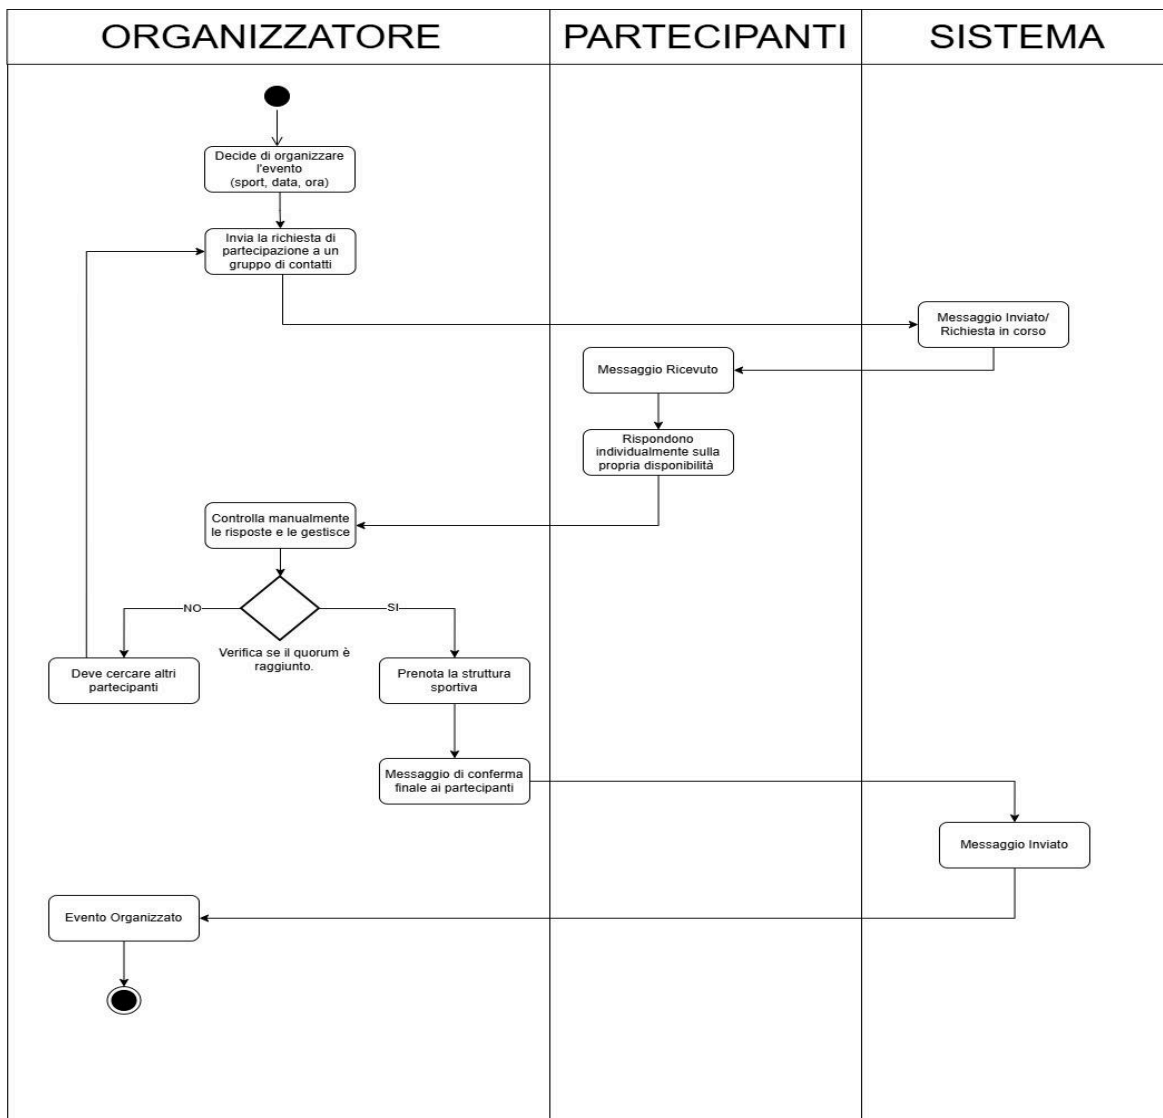 ORGANIZZATORE
PARTECIPANTI
SISTEMA
Decide di organizzare
l'evento
(sport, data, ora)
Invia la richiesta di
partecipazione a un
gruppo di contatti
Messaggio Inviato/
Richiesta in corso
Messaggio Ricevuto
Rispondono
individualmente sulla
propria disponibilità
Controlla manualmente
le risposte e le gestisce
NO
SI
Verifica se il quorum è
raggiunto.
Deve cercare altri
partecipanti
Prenota la struttura
sportiva
Messaggio di conferma
finale ai partecipanti
Messaggio Inviato
Evento Organizzato